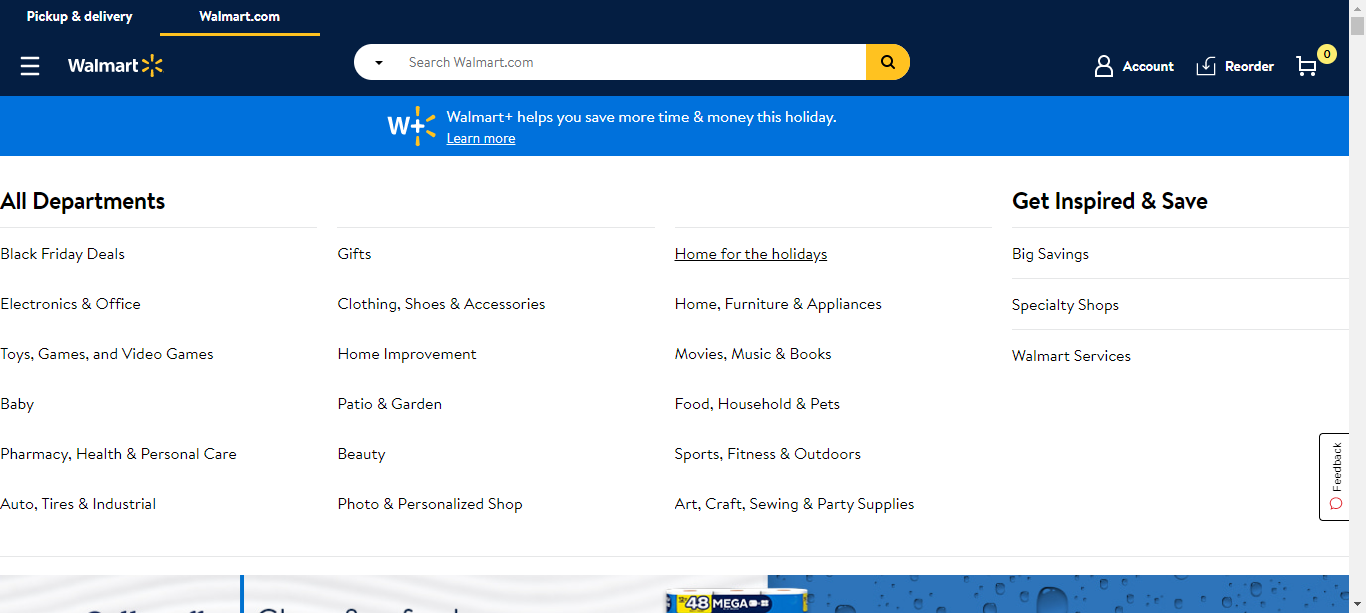 Pickup & delivery
Walmart.com
Walmart
Search Walmart.com
Account
Reorder
0
W+
Walmart+ helps you save more time & money this holiday.
Learn more
All Departments
Black Friday Deals
Electronics & Office
Toys, Games, and Video Games
Baby
Pharmacy, Health & Personal Care
Auto, Tires & Industrial
Gifts
Clothing, Shoes & Accessories
Home Improvement
Patio & Garden
Beauty
Photo & Personalized Shop
Home for the holidays
Home, Furniture & Appliances
Movies, Music & Books
Food, Household & Pets
Sports, Fitness & Outdoors
Art, Craft, Sewing & Party Supplies
Get Inspired & Save
Big Savings
Specialty Shops
Walmart Services
Feedback
48 MEGA